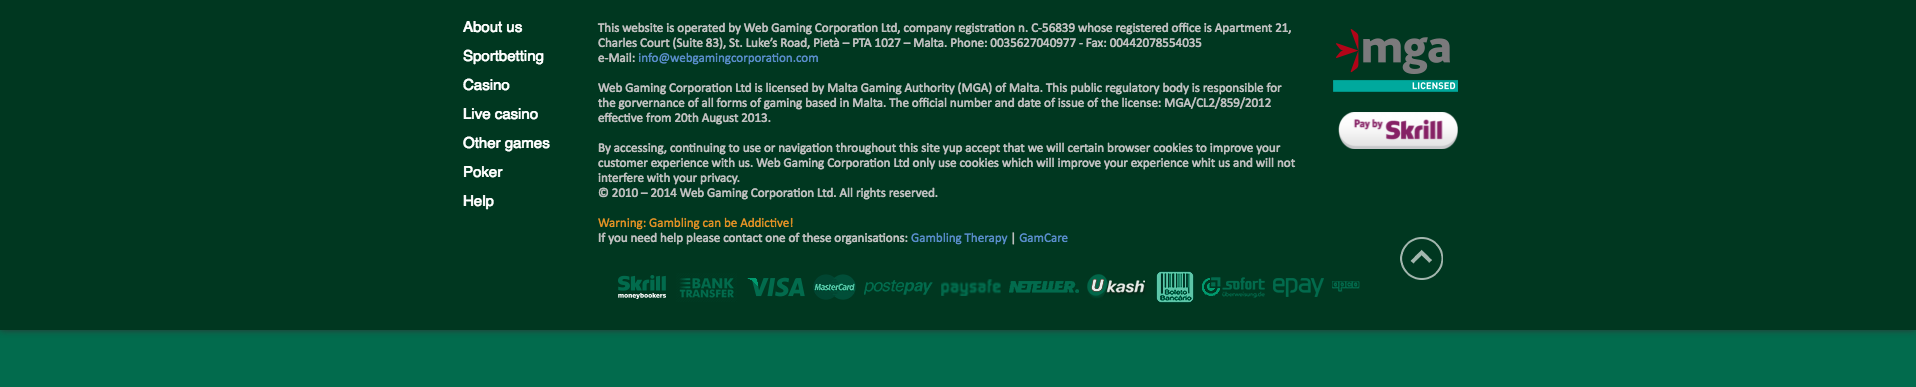 About us
Sportbetting
Casino
Live casino
Other games
Poker
Help
This website is operated by Web Gaming Corporation Ltd, company registration n. C-56839 whose registered office is Apartment 21,
Charles Court (Suite 83), St. Luke's Road, Pietà – PTA 1027 – Malta. Phone: 0035627040977 - Fax: 00442078554035
e-Mail: info@webgamingcorporation.com
Web Gaming Corporation Ltd is licensed by Malta Gaming Authority (MGA) of Malta. This public regulatory body is responsible for
the gorvernance of all forms of gaming based in Malta. The official number and date of issue of the license: MGA/CL2/859/2012
effective from 20th August 2013.
By accessing, continuing to use or navigation throughout this site yup accept that we will certain browser cookies to improve your
customer experience with us. Web Gaming Corporation Ltd only use cookies which will improve your experience whit us and will not
interfere with your privacy.
© 2010 – 2014 Web Gaming Corporation Ltd. All rights reserved.
Warning: Gambling can be Addictive!
If you need help please contact one of these organisations: Gambling Therapy | GamCare
mga
LICENSED
Pay by Skrill
Skrill
moneybookers
BANK
TRANSFER
VISA
MasterCard
postepay
paysafe
NETELLER.
Ukash
Boleto
Bancário
sofort
epay